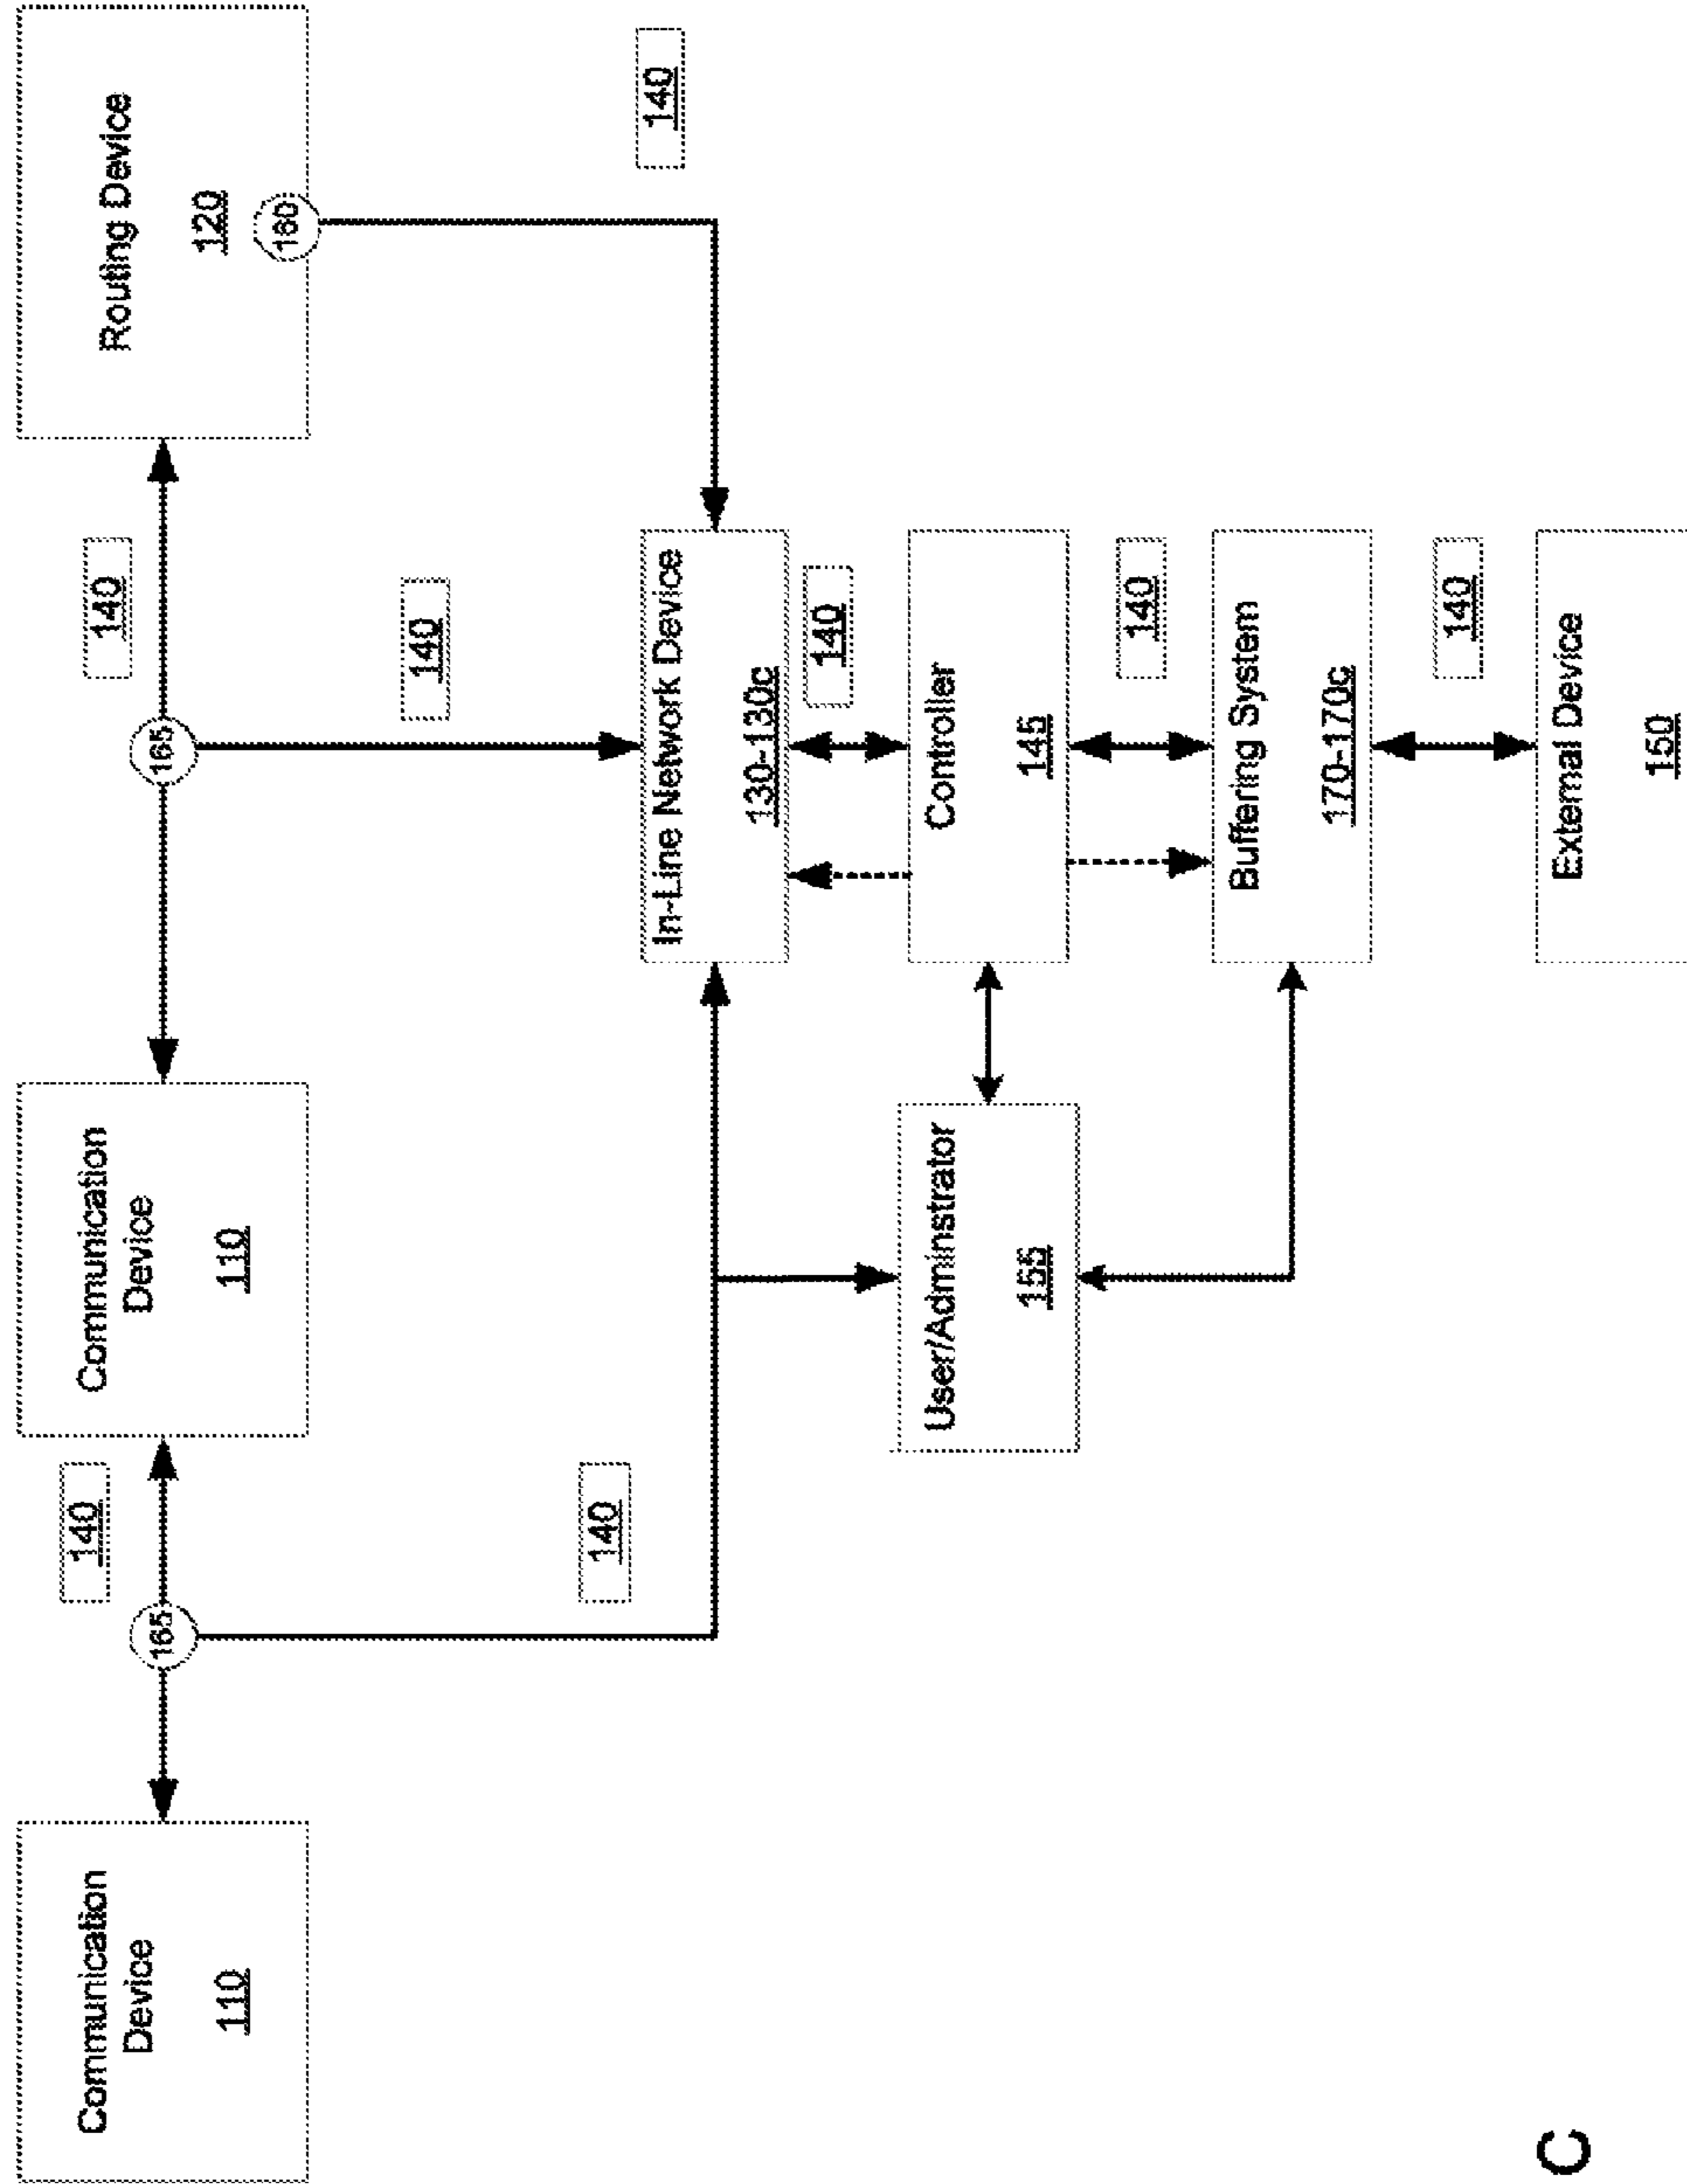 140
140
Communication
Device
110
165
Communication
Device
110
165
Routing Device
120
160
140
140
140
In-Line Network Device
130-130c
140
User/Adminstrator
155
Controller
145
140
Buffering System
170-170c
140
External Device
150
C